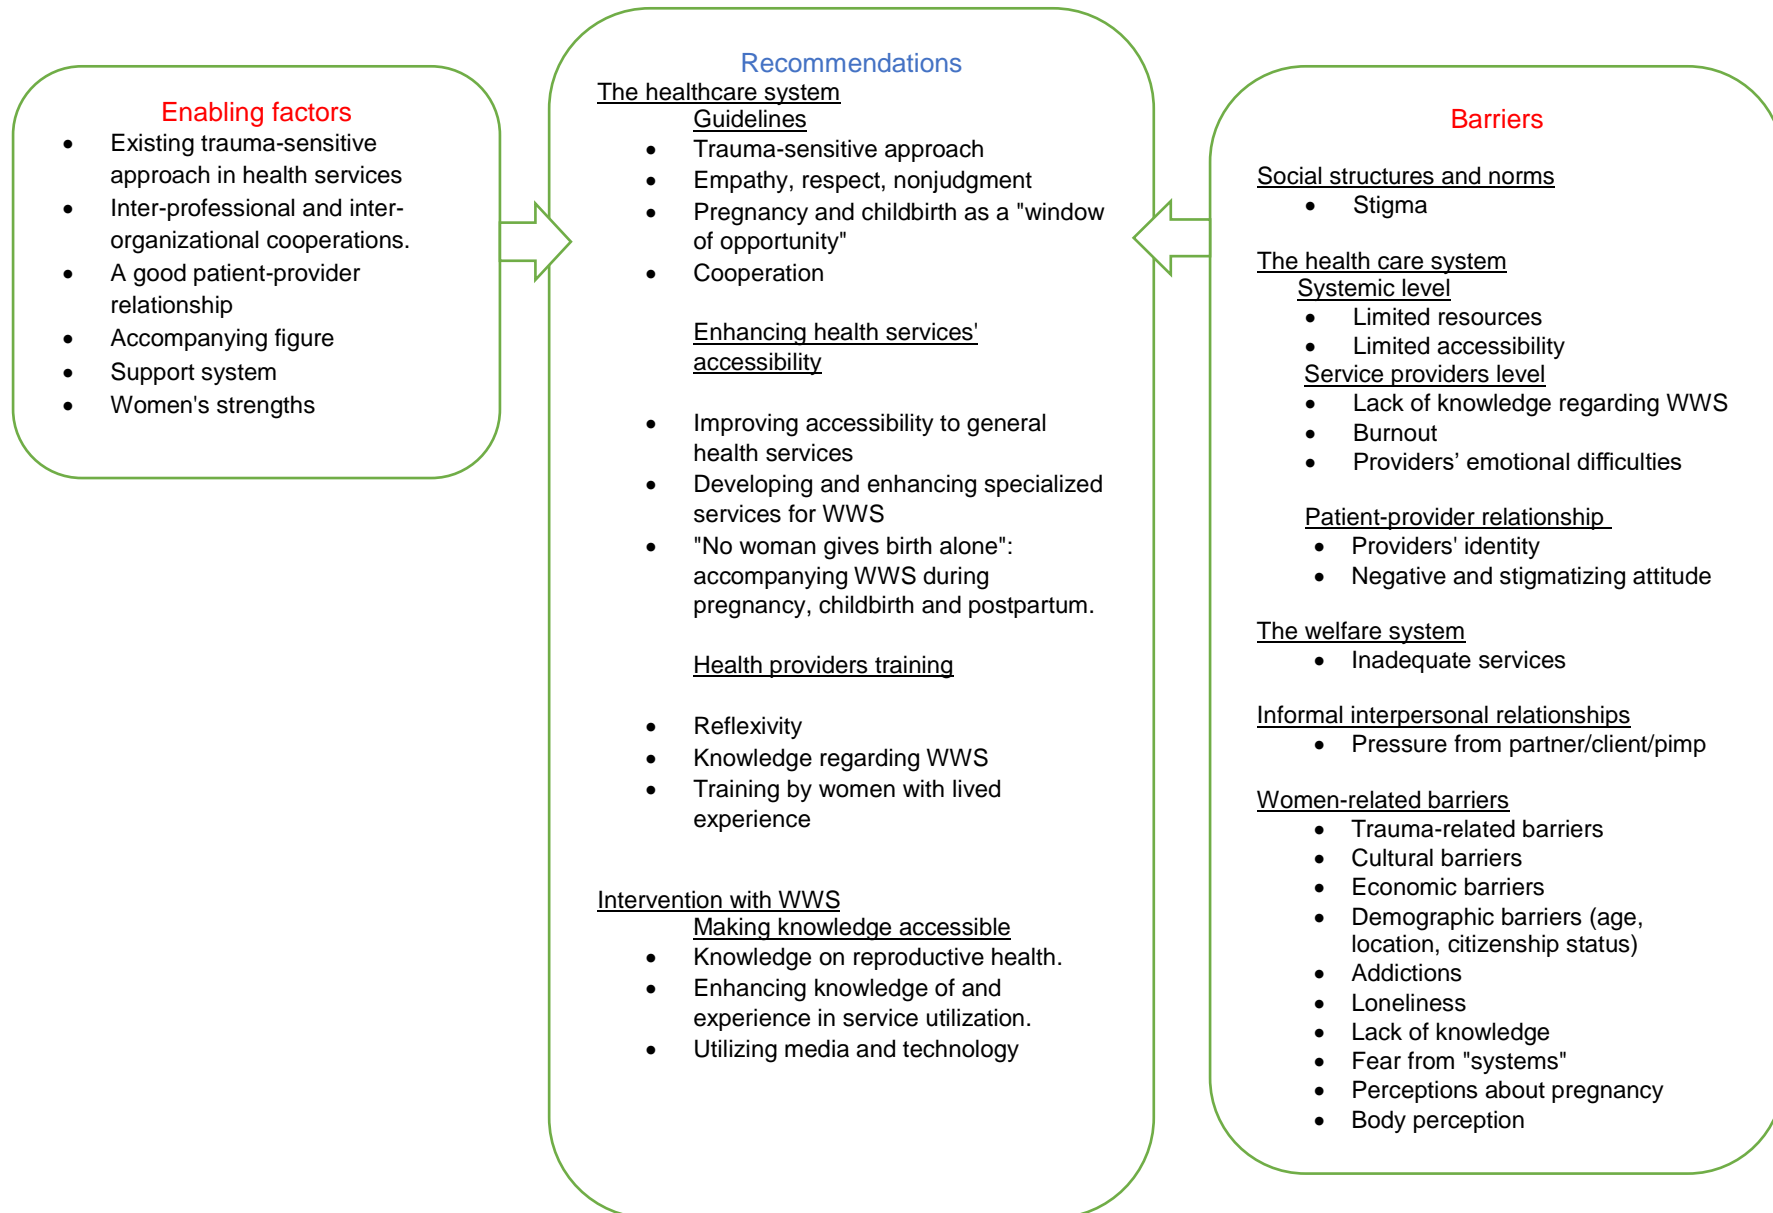 Enabling factors
• Existing trauma-sensitive
approach in health services
• Inter-professional and inter-
organizational cooperations.
• A good patient-provider
relationship
• Accompanying figure
• Support system
• Women's strengths
Recommendations
The healthcare system
Guidelines
• Trauma-sensitive approach
• Empathy, respect, nonjudgment
• Pregnancy and childbirth as a "window
of opportunity"
• Cooperation
Enhancing health services'
accessibility
• Improving accessibility to general
health services
• Developing and enhancing specialized
services for WWS
• "No woman gives birth alone":
accompanying WWS during
pregnancy, childbirth and postpartum.
Health providers training
• Reflexivity
• Knowledge regarding WWS
• Training by women with lived
experience
Intervention with WWS
Making knowledge accessible
• Knowledge on reproductive health.
• Enhancing knowledge of and
experience in service utilization.
• Utilizing media and technology
Barriers
Social structures and norms
• Stigma
The health care system
Systemic level
• Limited resources
• Limited accessibility
Service providers level
• Lack of knowledge regarding WWS
• Burnout
• Providers’ emotional difficulties
Patient-provider relationship
• Providers' identity
• Negative and stigmatizing attitude
The welfare system
• Inadequate services
Informal interpersonal relationships
• Pressure from partner/client/pimp
Women-related barriers
• Trauma-related barriers
• Cultural barriers
• Economic barriers
• Demographic barriers (age,
location, citizenship status)
• Addictions
• Loneliness
• Lack of knowledge
• Fear from "systems"
• Perceptions about pregnancy
• Body perception